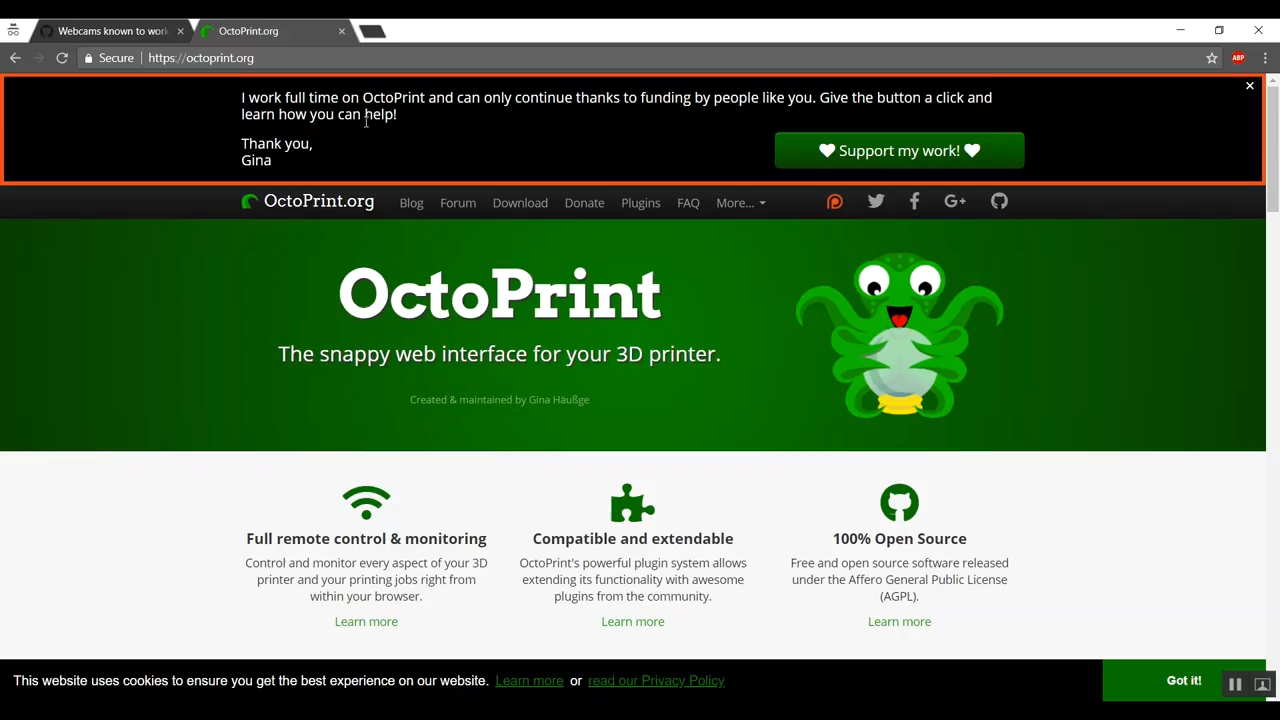 Webcams known to work
OctoPrint.org
Secure
https://octoprint.org
ABP
I work full time on OctoPrint and can only continue thanks to funding by people like you. Give the button a click and
learn how you can help!
Thank you,
Gina
Support my work!
OctoPrint.org
Blog
Forum
Download
Donate
Plugins
FAQ
More...
G+
OctoPrint
The snappy web interface for your 3D printer.
Created & maintained by Gina Häußge
Full remote control & monitoring
Control and monitor every aspect of your 3D
printer and your printing jobs right from
within your browser.
Learn more
Compatible and extendable
OctoPrint's powerful plugin system allows
extending its functionality with awesome
plugins from the community.
Learn more
100% Open Source
Free and open source software released
under the Affero General Public License
(AGPL).
Learn more
This website uses cookies to ensure you get the best experience on our website. Learn more or read our Privacy Policy
Got it!